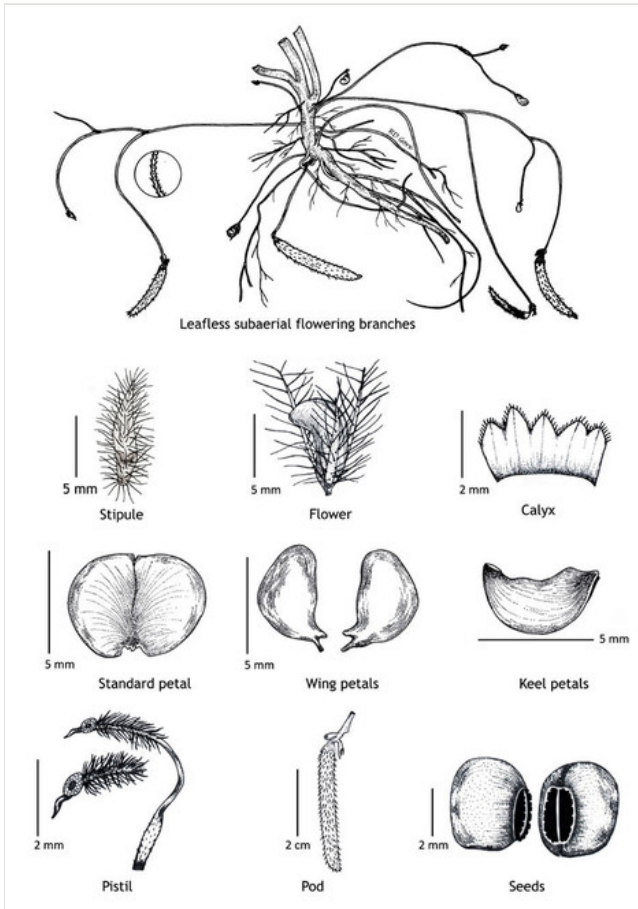 Leafless subaerial flowering branches
5 mm
Stipule
5 mm
Flower
2 mm
Calyx
5 mm
Standard petal
5 mm
Wing petals
5 mm
Keel petals
2 mm
Pistil
2 cm
Pod
2 mm
Seeds